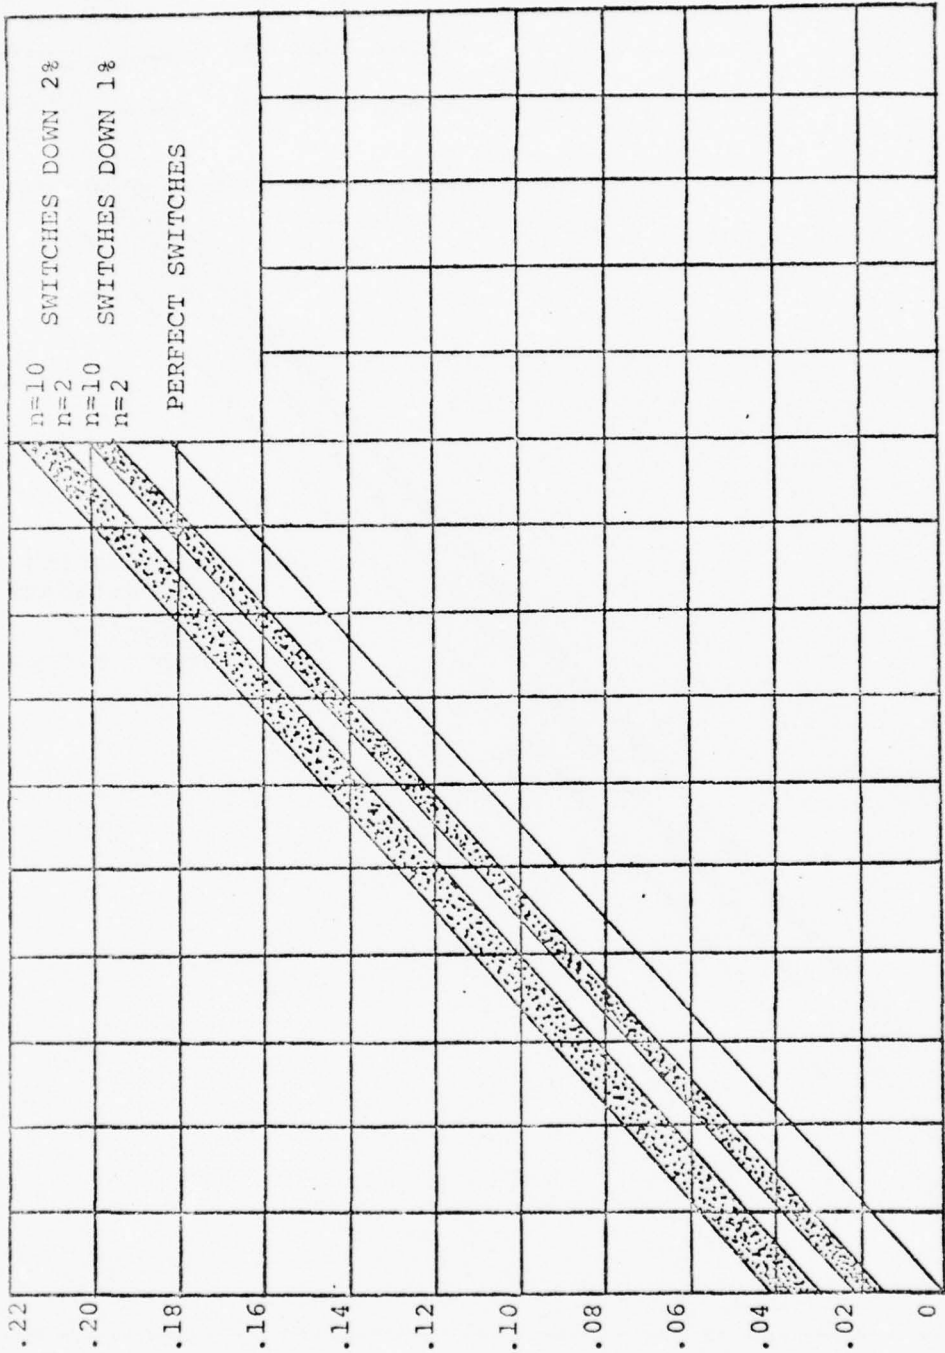 n=10
SWITCHES DOWN 2%
n=2
n=10
SWITCHES DOWN 1%
n=2
PERFECT SWITCHES
.22
.20
.18
.16
.14
.12
.10
.08
.06
.04
.02
0